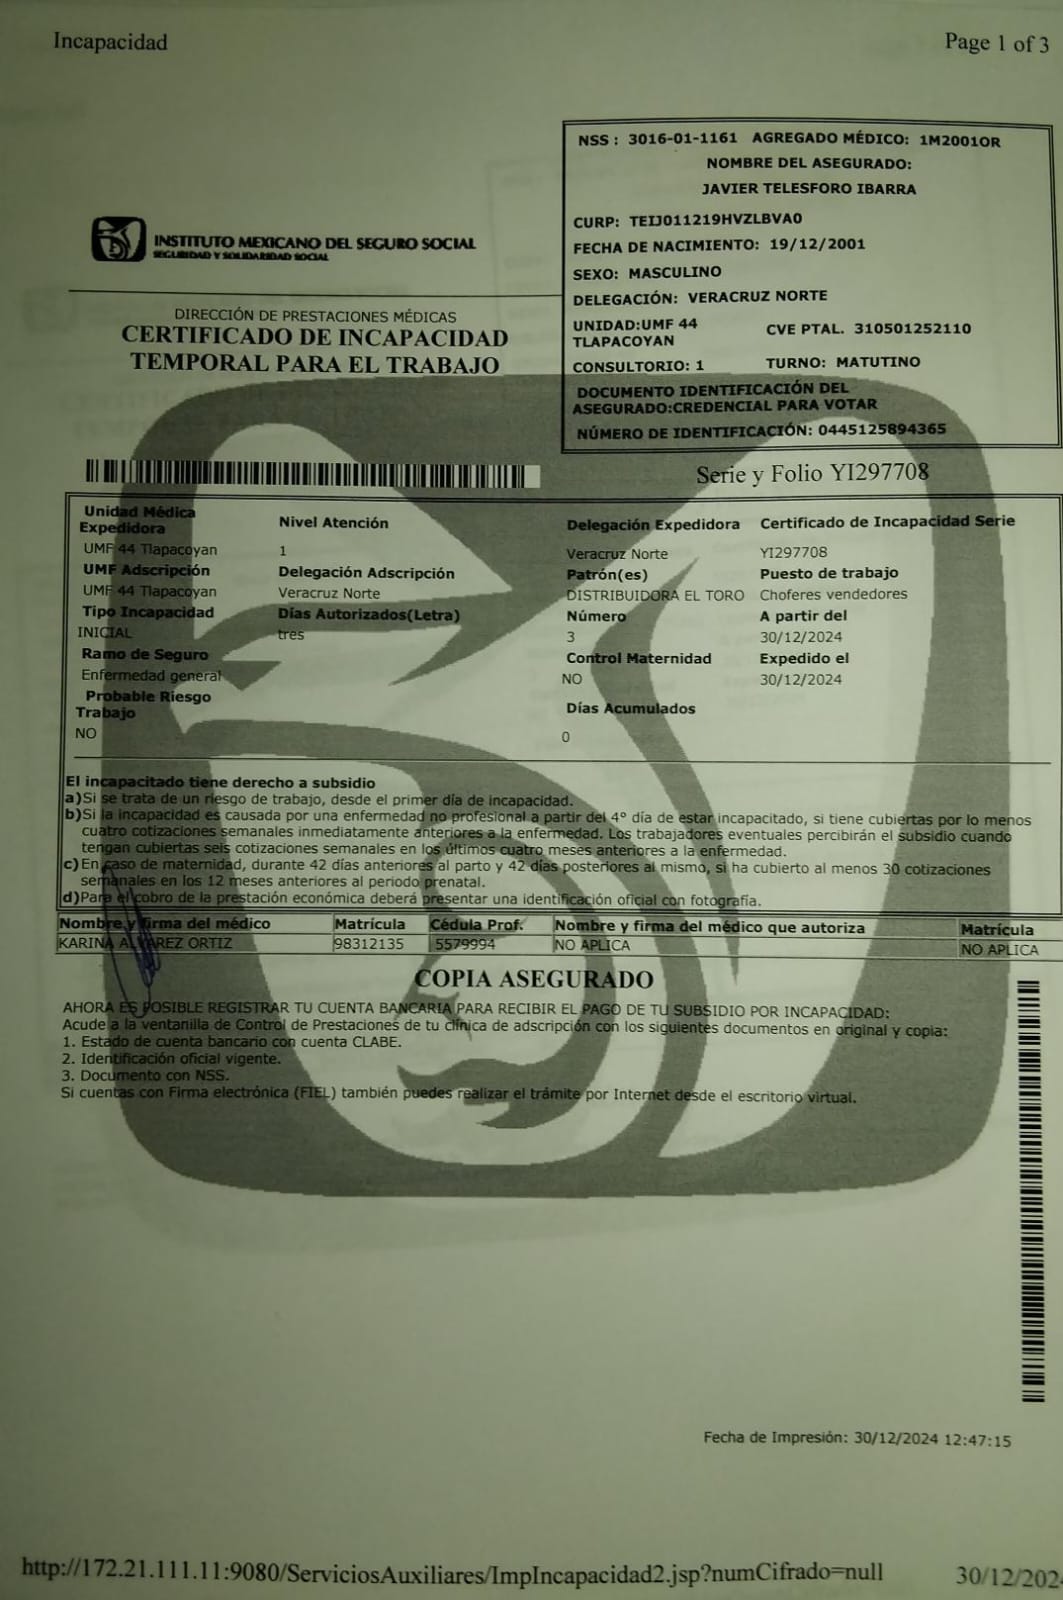 Incapacidad
Page 1 of 3
NSS : 3016-01-1161 AGREGADO MÉDICO: 1M2001OR
NOMBRE DEL ASEGURADO:
JAVIER TELESFORO IBARRA
CURP: TEIJ011219HVZLBVA0
FECHA DE NACIMIENTO: 19/12/2001
SEXO: MASCULINO
DELEGACIÓN: VERACRUZ NORTE
UNIDAD:UMF 44
TLAPACOYAN
CVE PTAL. 310501252110
CONSULTORIO: 1
TURNO: MATUTINO
DOCUMENTO IDENTIFICACIÓN DEL
ASEGURADO:CREDENCIAL PARA VOTAR
NÚMERO DE IDENTIFICACIÓN: 0445125894365
INSTITUTO MEXICANO DEL SEGURO SOCIAL
SEGURIDAD Y SOLIDARIDAD SOCIAL
DIRECCIÓN DE PRESTACIONES MÉDICAS
CERTIFICADO DE INCAPACIDAD
TEMPORAL PARA EL TRABAJO
Serie y Folio YI297708
Unidad Médica
Expedidora
Nivel Atención
Delegación Expedidora
Certificado de Incapacidad Serie
UMF 44 Tlapacoyan
1
Veracruz Norte
YI297708
UMF Adscripción
Delegación Adscripción
Patrón(es)
Puesto de trabajo
UMF 44 Tlapacoyan
Veracruz Norte
DISTRIBUIDORA EL TORO
Choferes vendedores
Tipo Incapacidad
Días Autorizados(Letra)
Número
A partir del
INICIAL
tres
3
30/12/2024
Ramo de Seguro
Control Maternidad
Expedido el
Enfermedad general
NO
30/12/2024
Probable Riesgo
Trabajo
Días Acumulados
NO
0
El incapacitado tiene derecho a subsidio
a)Si se trata de un riesgo de trabajo, desde el primer día de incapacidad.
b)Si la incapacidad es causada por una enfermedad no profesional a partir del 4° día de estar incapacitado, si tiene cubiertas por lo menos
cuatro cotizaciones semanales inmediatamente anteriores a la enfermedad. Los trabajadores eventuales percibirán el subsidio cuando
tengan cubiertas seis cotizaciones semanales en los últimos cuatro meses anteriores a la enfermedad.
c)En caso de maternidad, durante 42 días anteriores al parto y 42 días posteriores al mismo, si ha cubierto al menos 30 cotizaciones
semanales en los 12 meses anteriores al periodo prenatal.
d)Para el cobro de la prestación económica deberá presentar una identificación oficial con fotografía.
Nombre y firma del médico
Matrícula
Cédula Prof.
Nombre y firma del médico que autoriza
Matrícula
KARINA ALVAREZ ORTIZ
98312135
5579994
NO APLICA
NO APLICA
COPIA ASEGURADO
AHORA ES POSIBLE REGISTRAR TU CUENTA BANCARIA PARA RECIBIR EL PAGO DE TU SUBSIDIO POR INCAPACIDAD:
Acude a la ventanilla de Control de Prestaciones de tu clínica de adscripción con los siguientes documentos en original y copia:
1. Estado de cuenta bancario con cuenta CLABE.
2. Identificación oficial vigente.
3. Documento con NSS.
Si cuentas con Firma electrónica (FIEL) también puedes realizar el trámite por Internet desde el escritorio virtual.
Fecha de Impresión: 30/12/2024 12:47:15
http://172.21.111.11:9080/ServiciosAuxiliares/ImpIncapacidad2.jsp?numCifrado=null
30/12/202